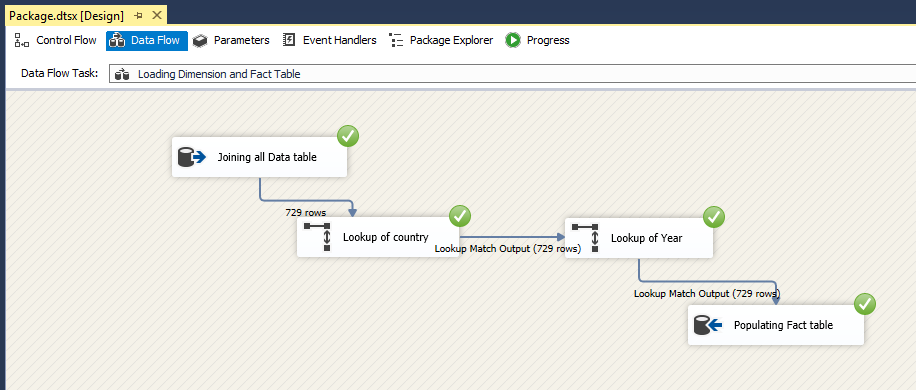 Package.dtsx [Design]
Control Flow Data Flow Parameters Event Handlers Package Explorer Progress
Data Flow Task: Loading Dimension and Fact Table
Joining all Data table
729 rows
Lookup of country
Lookup Match Output (729 rows)
Lookup of Year
Lookup Match Output (729 rows)
Populating Fact table